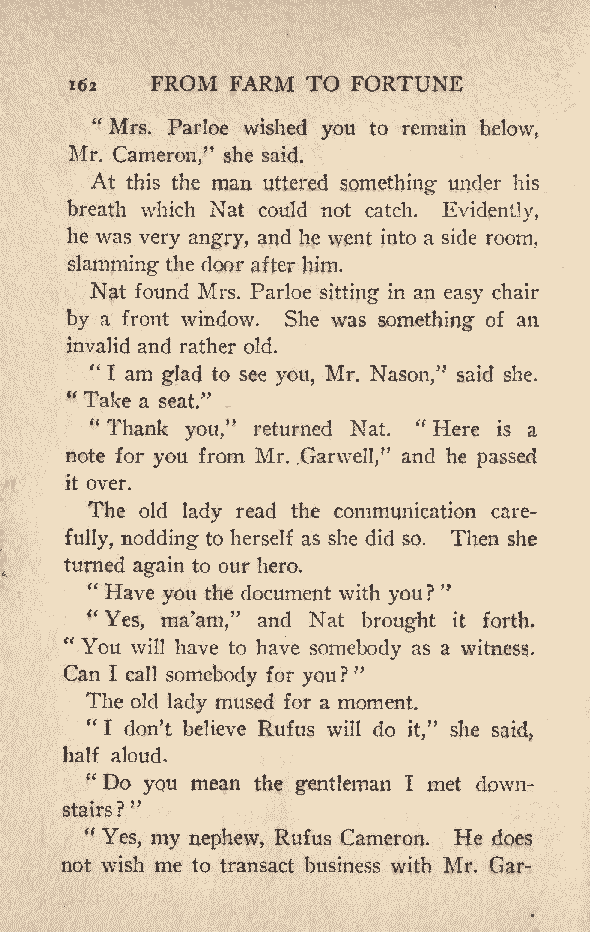 162 FROM FARM TO FORTUNE
“ Mrs. Parloe wished you to remain below,
Mr. Cameron,” she said.
At this the man uttered something under his
breath which Nat could not catch. Evidently,
he was very angry, and he went into a side room,
slamming the door after him.
Nat found Mrs. Parloe sitting in an easy chair
by a front window. She was something of an
invalid and rather old.
“ I am glad to see you, Mr. Nason,” said she.
“ Take a seat.”
“ Thank you,” returned Nat. “ Here is a
note for you from Mr. Garwell,” and he passed
it over.
The old lady read the communication care-
fully, nodding to herself as she did so. Then she
turned again to our hero.
“ Have you the document with you? ”
“ Yes, ma’am,” and Nat brought it forth.
“ You will have to have somebody as a witness.
Can I call somebody for you? ”
The old lady mused for a moment.
“ I don’t believe Rufus will do it,” she said,
half aloud.
“ Do you mean the gentleman I met down-
stairs? ”
“ Yes, my nephew, Rufus Cameron. He does
not wish me to transact business with Mr. Gar-